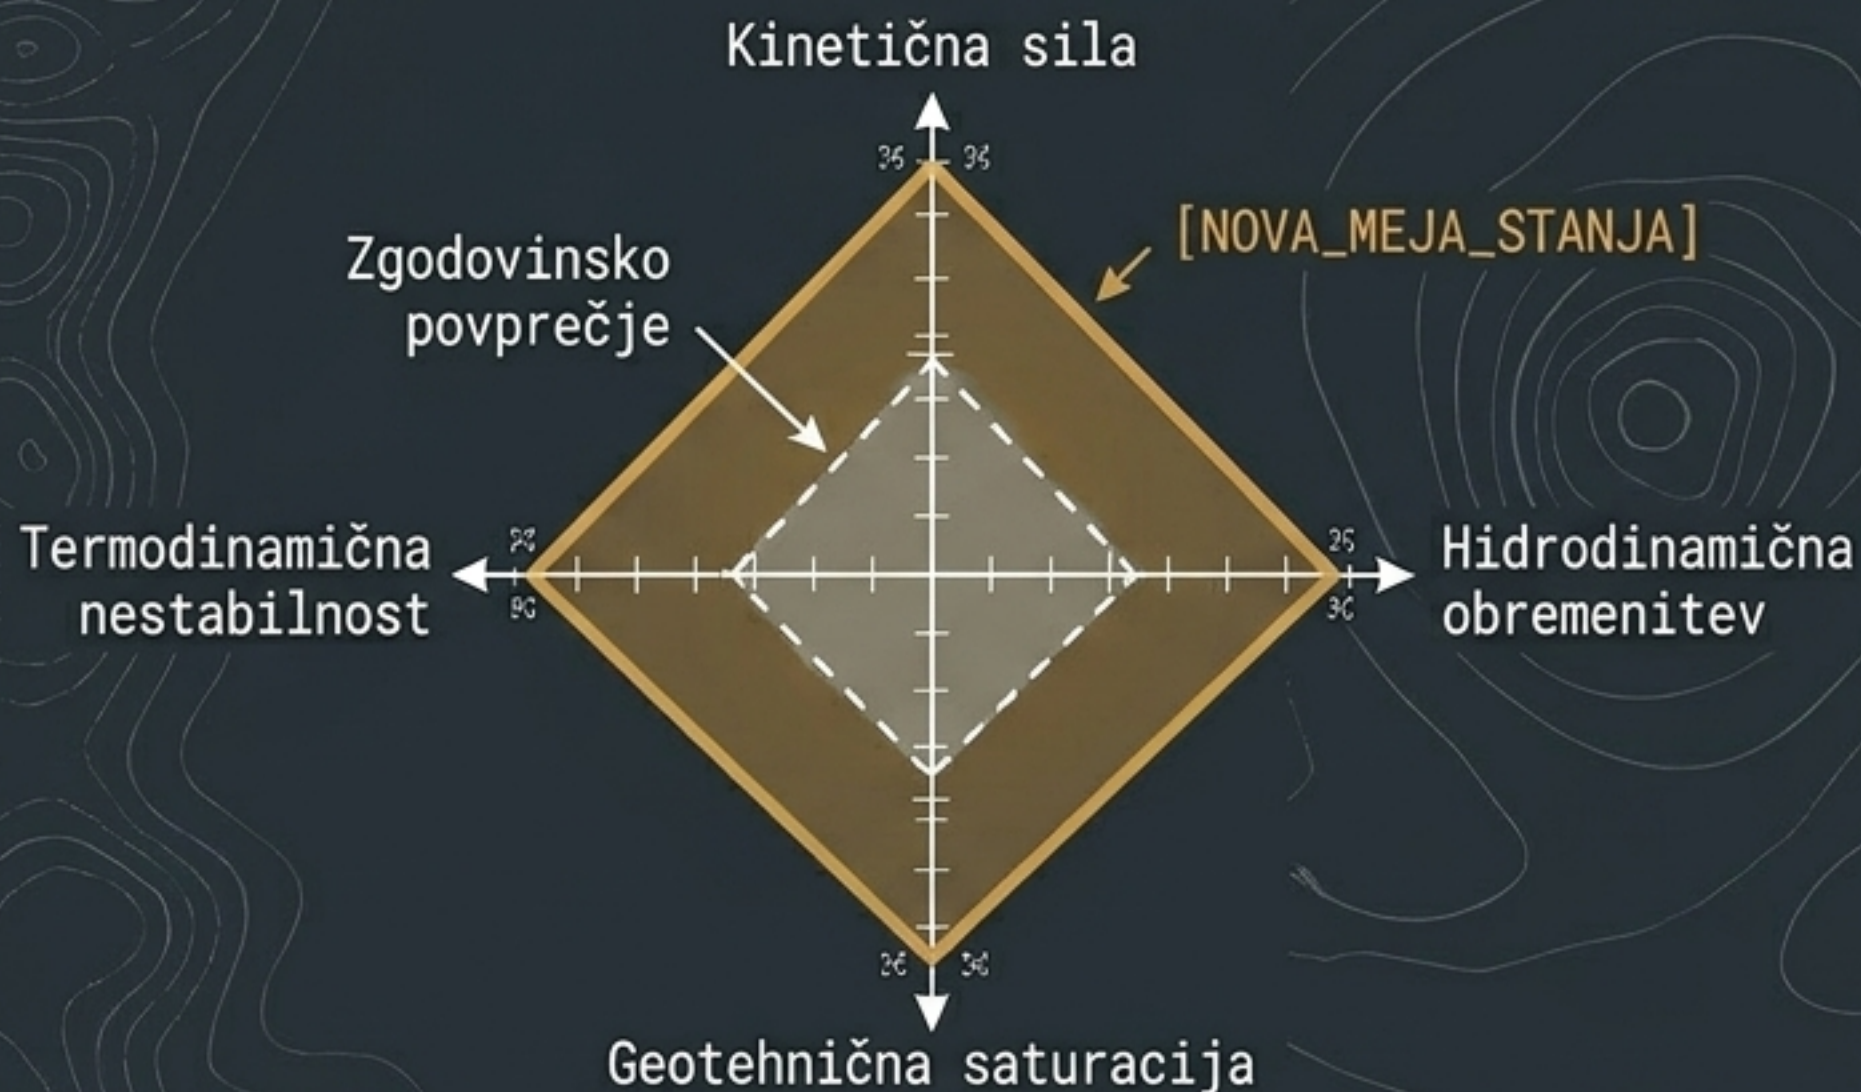 Kinetična sila
[NOVA_MEJA_STANJA]
Zgodovinsko
povprečje
Termodinamična
nestabilnost
Hidrodinamična
obremenitev
Geotehnična saturacija